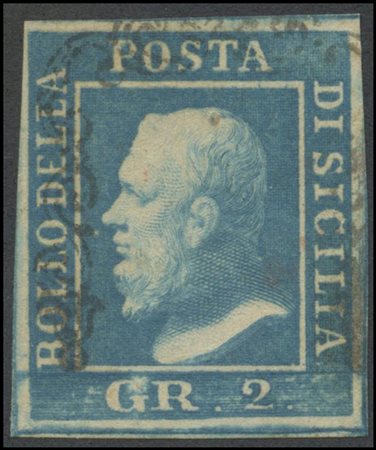 BOLLO DELLA
POSTA
DI SICILIA
GR. 2.